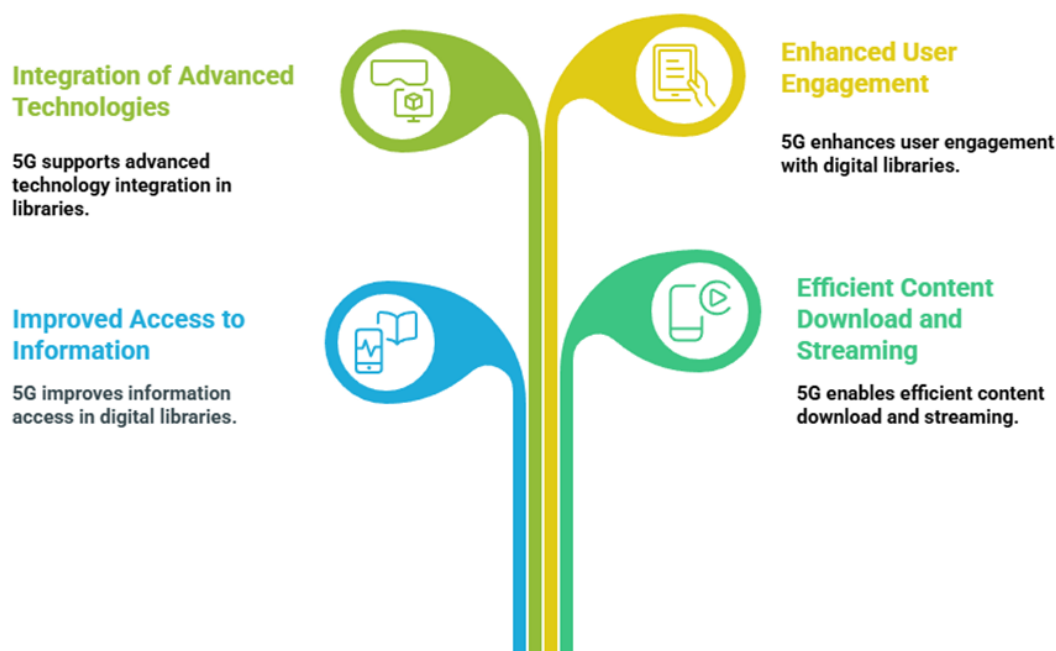 Integration of Advanced
Technologies
5G supports advanced
technology integration in
libraries.
Enhanced User
Engagement
5G enhances user engagement
with digital libraries.
Improved Access to
Information
5G improves information
access in digital libraries.
Efficient Content
Download and
Streaming
5G enables efficient content
download and streaming.